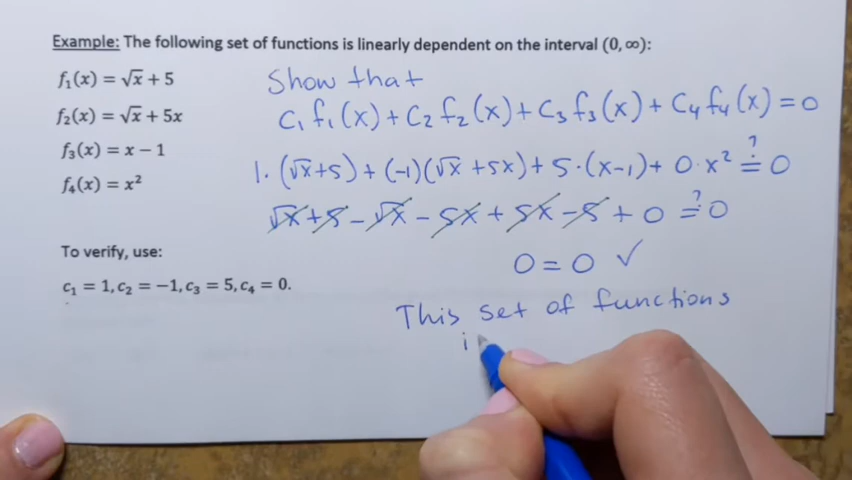 Example: The following set of functions is linearly dependent on the interval (0, ∞):
f₁(x) = √x + 5
f₂(x) = √x + 5x
f₃(x) = x − 1
f₄(x) = x²
To verify, use:
c₁ = 1, c₂ = −1, c₃ = 5, c₄ = 0.
Show that
C₁ f₁(x) + C₂ f₂(x) + C₃ f₃(x) + C₄ f₄(x) = 0
1. (√x+5) + (-1)(√x +5x) + 5·(x-1) + 0·x² ?= 0
√x + 5 - √x - 5x + 5x - 5 + 0 ?= 0
0 = 0 ✓
This set of functions
i